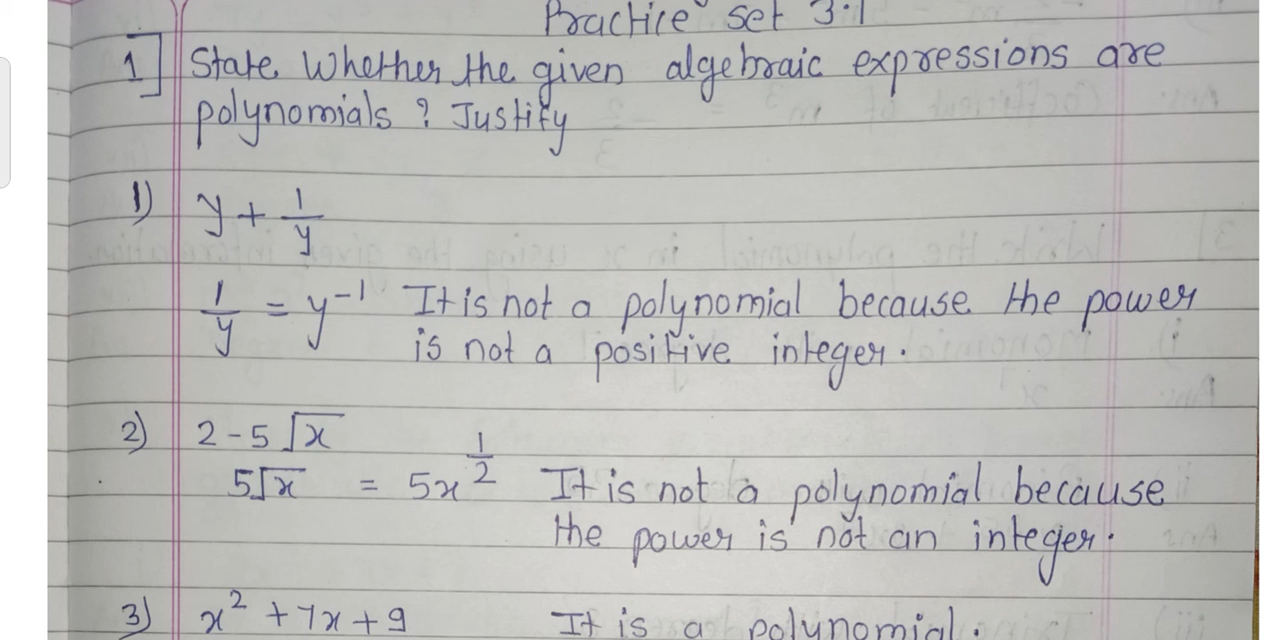 Practice set 3.1
1] State Whether the given algebraic expressions are
polynomials ? Justify
1) y + 1/y
1/y = y⁻¹ It is not a polynomial because the power
is not a positive integer.
2) 2 - 5√x
5√x = 5x^(1/2) It is not a polynomial because
the power is not an integer.
3) x² + 7x + 9 It is a polynomial.